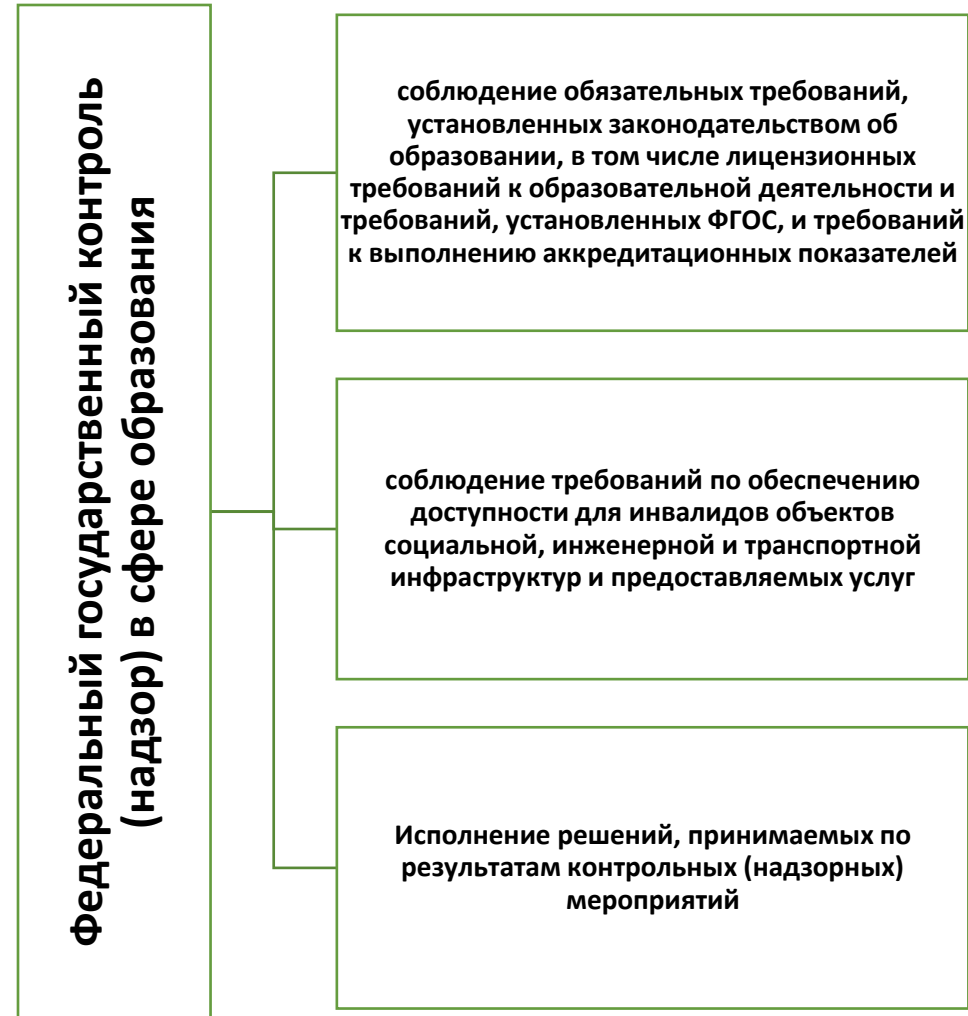 Федеральный государственный контроль
(надзор) в сфере образования
соблюдение обязательных требований,
установленных законодательством об
образовании, в том числе лицензионных
требований к образовательной деятельности и
требований, установленных ФГОС, и требований
к выполнению аккредитационных показателей
соблюдение требований по обеспечению
доступности для инвалидов объектов
социальной, инженерной и транспортной
инфраструктур и предоставляемых услуг
Исполнение решений, принимаемых по
результатам контрольных (надзорных)
мероприятий